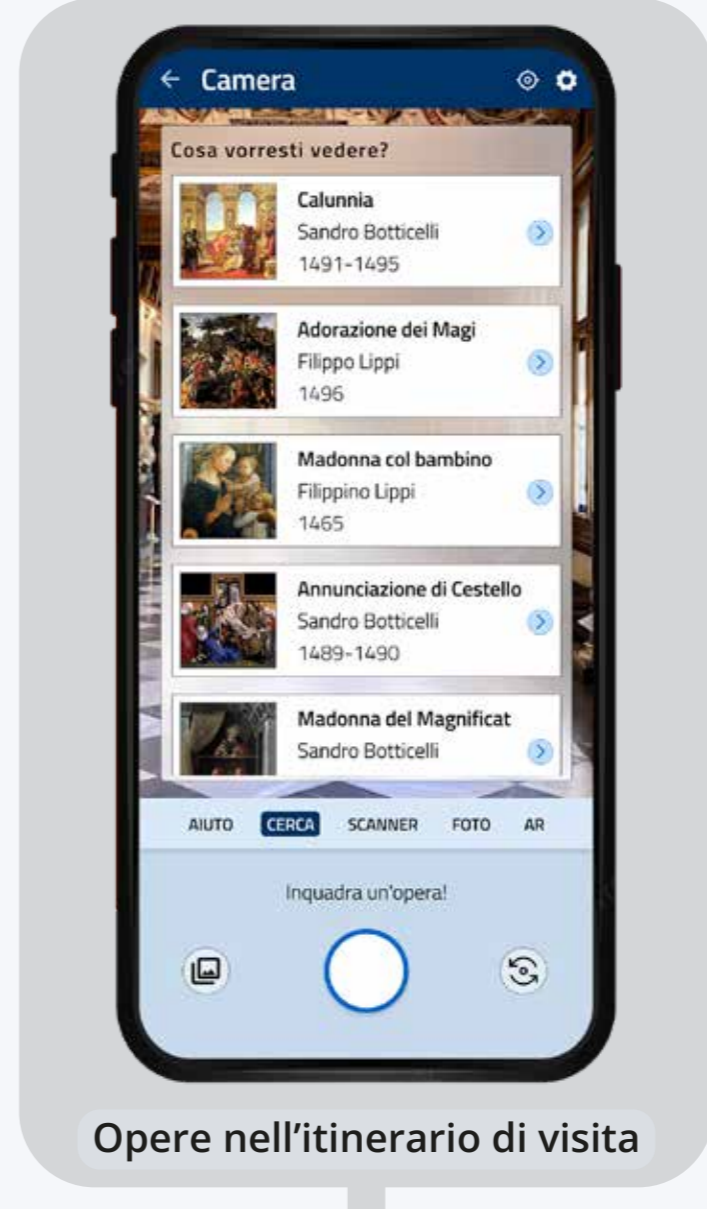 Camera
Cosa vorresti vedere?
Calunnia
Sandro Botticelli
1491-1495
Adorazione dei Magi
Filippo Lippi
1496
Madonna col bambino
Filippino Lippi
1465
Annunciazione di Cestello
Sandro Botticelli
1489-1490
Madonna del Magnificat
Sandro Botticelli
AIUTO CERCA SCANNER FOTO AR
Inquadra un'opera!
Opere nell’itinerario di visita